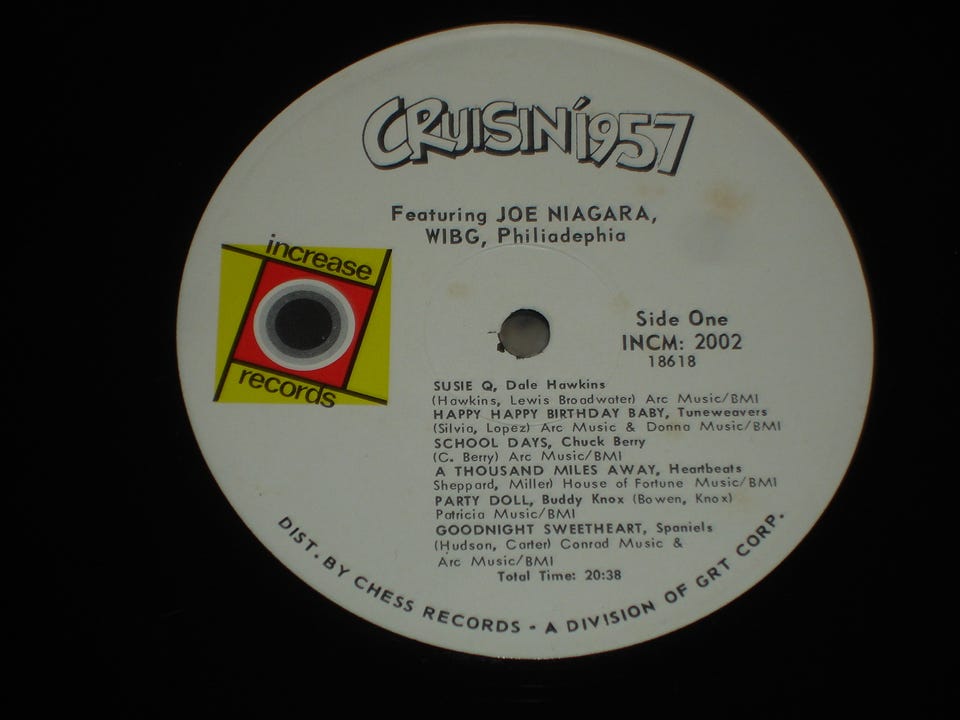 CRUISIN' 1957
Featuring JOE NIAGARA,
WIBG, Philiadephia
increase
records
Side One
INCM: 2002
18618
SUSIE Q, Dale Hawkins
(Hawkins, Lewis Broadwater) Arc Music/BMI
HAPPY HAPPY BIRTHDAY BABY, Tuneweavers
(Silvia, Lopez) Arc Music & Donna Music/BMI
SCHOOL DAYS, Chuck Berry
(C. Berry) Arc Music/BMI
A THOUSAND MILES AWAY, Heartbeats
Sheppard, Miller) House of Fortune Music/BMI
PARTY DOLL, Buddy Knox (Bowen, Knox)
Patricia Music/BMI
GOODNIGHT SWEETHEART, Spaniels
(Hudson, Carter) Conrad Music &
Arc Music/BMI
Total Time: 20:38
DIST. BY CHESS RECORDS - A DIVISION OF GRT CORP.